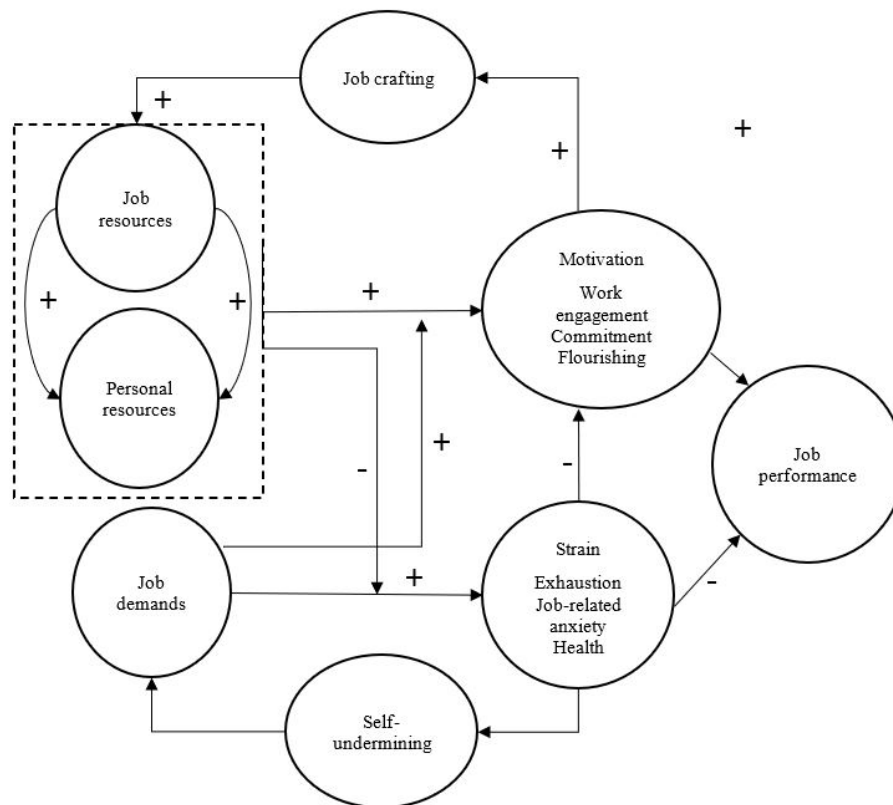 Job crafting
+
+
+
Job
resources
Motivation
+
+
+
Work
engagement
Commitment
Flourishing
Personal
resources
+
-
-
Job
performance
Strain
+
Exhaustion
Job-related
anxiety
Health
-
Job
demands
Self-
undermining